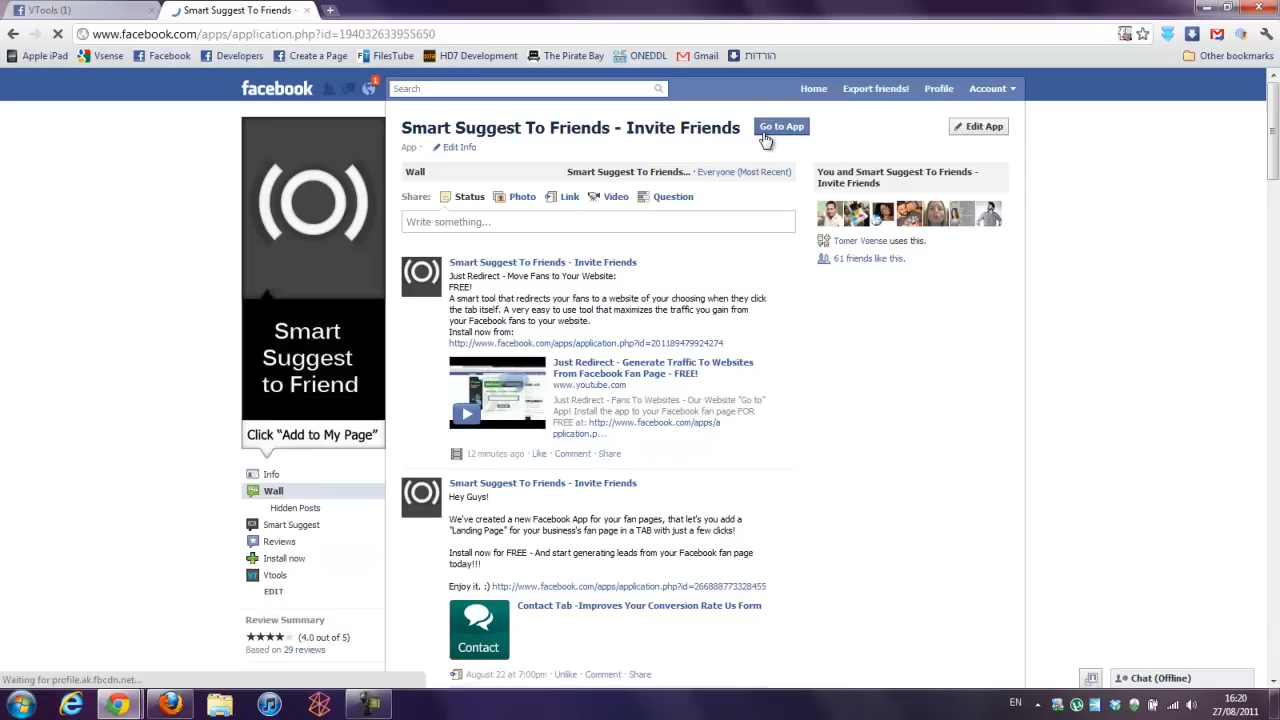 VTools (1)
Smart Suggest To Friends -
www.facebook.com/apps/application.php?id=194032633955650
Apple iPad
Vsense
Facebook
Developers
Create a Page
FilesTube
HD7 Development
The Pirate Bay
ONEDDL
Gmail
הורדות
Other bookmarks
facebook
1
Search
Home
Export friends!
Profile
Account
Smart Suggest To Friends - Invite Friends
Go to App
Edit App
App ·
Edit Info
Wall
Smart Suggest To Friends... · Everyone (Most Recent)
Share:
Status
Photo
Link
Video
Question
Write something...
Smart Suggest To Friends - Invite Friends
Just Redirect - Move Fans to Your Website:
FREE!
A smart tool that redirects your fans to a website of your choosing when they click
the tab itself. A very easy to use tool that maximizes the traffic you gain from
your Facebook fans to your website.
Install now from:
http://www.facebook.com/apps/application.php?id=201189479924274
Just Redirect - Generate Traffic To Websites
From Facebook Fan Page - FREE!
www.youtube.com
Just Redirect - Fans To Websites - Our Website "Go to"
App! Install the app to your Facebook fan page FOR
FREE at: http://www.facebook.com/apps/a
pplication.p...
12 minutes ago · Like · Comment · Share
Smart Suggest To Friends - Invite Friends
Hey Guys!
We've created a new Facebook App for your fan pages, that let's you add a
"Landing Page" for your business's fan page in a TAB with just a few clicks!
Install now for FREE - And start generating leads from your Facebook fan page
today!!!
Enjoy it. :) http://www.facebook.com/apps/application.php?id=266888773328455
Contact Tab -Improves Your Conversion Rate Us Form
Contact
August 22 at 7:00pm · Unlike · Comment · Share
You and Smart Suggest To Friends -
Invite Friends
Tomer Vsense uses this.
61 friends like this.
Smart
Suggest
to Friend
Click “Add to My Page”
Info
Wall
Hidden Posts
Smart Suggest
Reviews
Install now
Vtools
EDIT
Review Summary
(4.0 out of 5)
Based on 29 reviews
Waiting for profile.ak.fbcdn.net...
Chat (Offline)
EN
16:20
27/08/2011